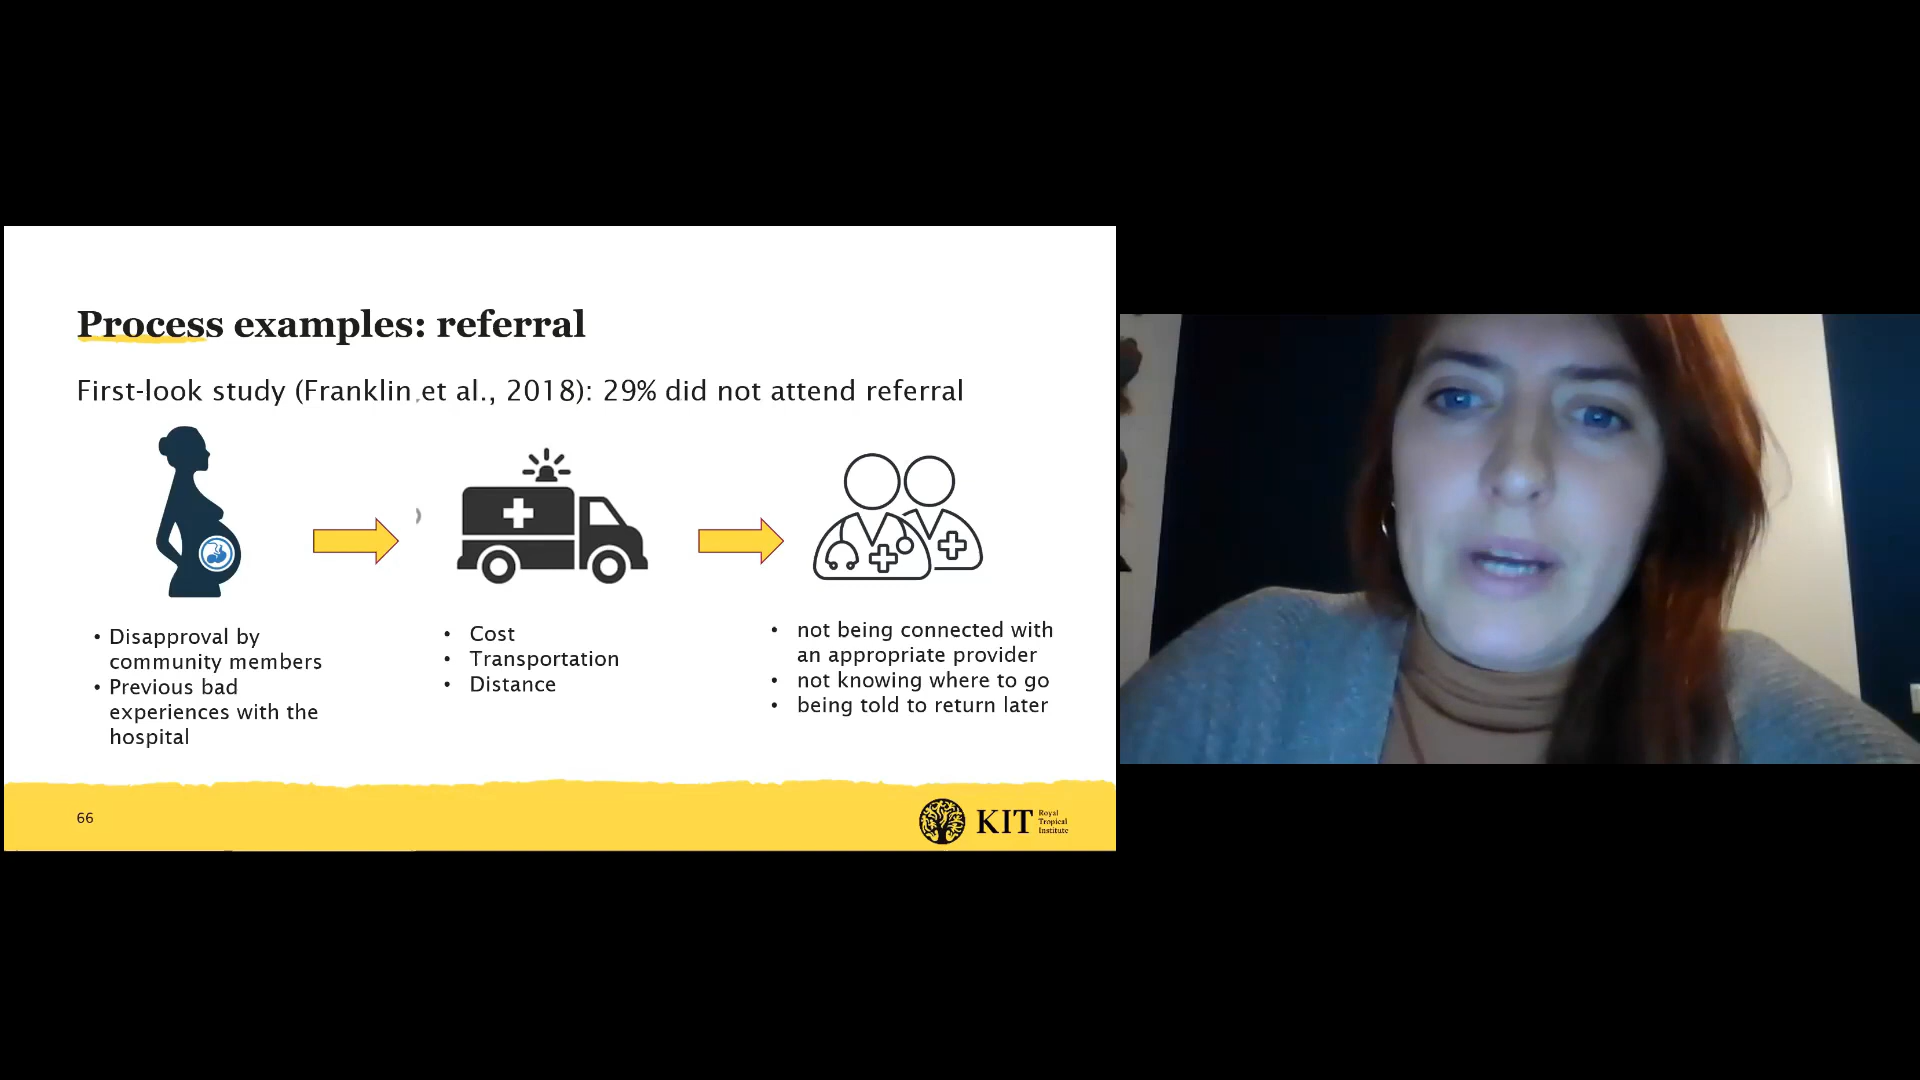 Process examples: referral
First-look study (Franklin et al., 2018): 29% did not attend referral
• Disapproval by
community members
• Previous bad
experiences with the
hospital
• Cost
• Transportation
• Distance
• not being connected with
an appropriate provider
• not knowing where to go
• being told to return later
66
KIT
Royal
Tropical
Institute